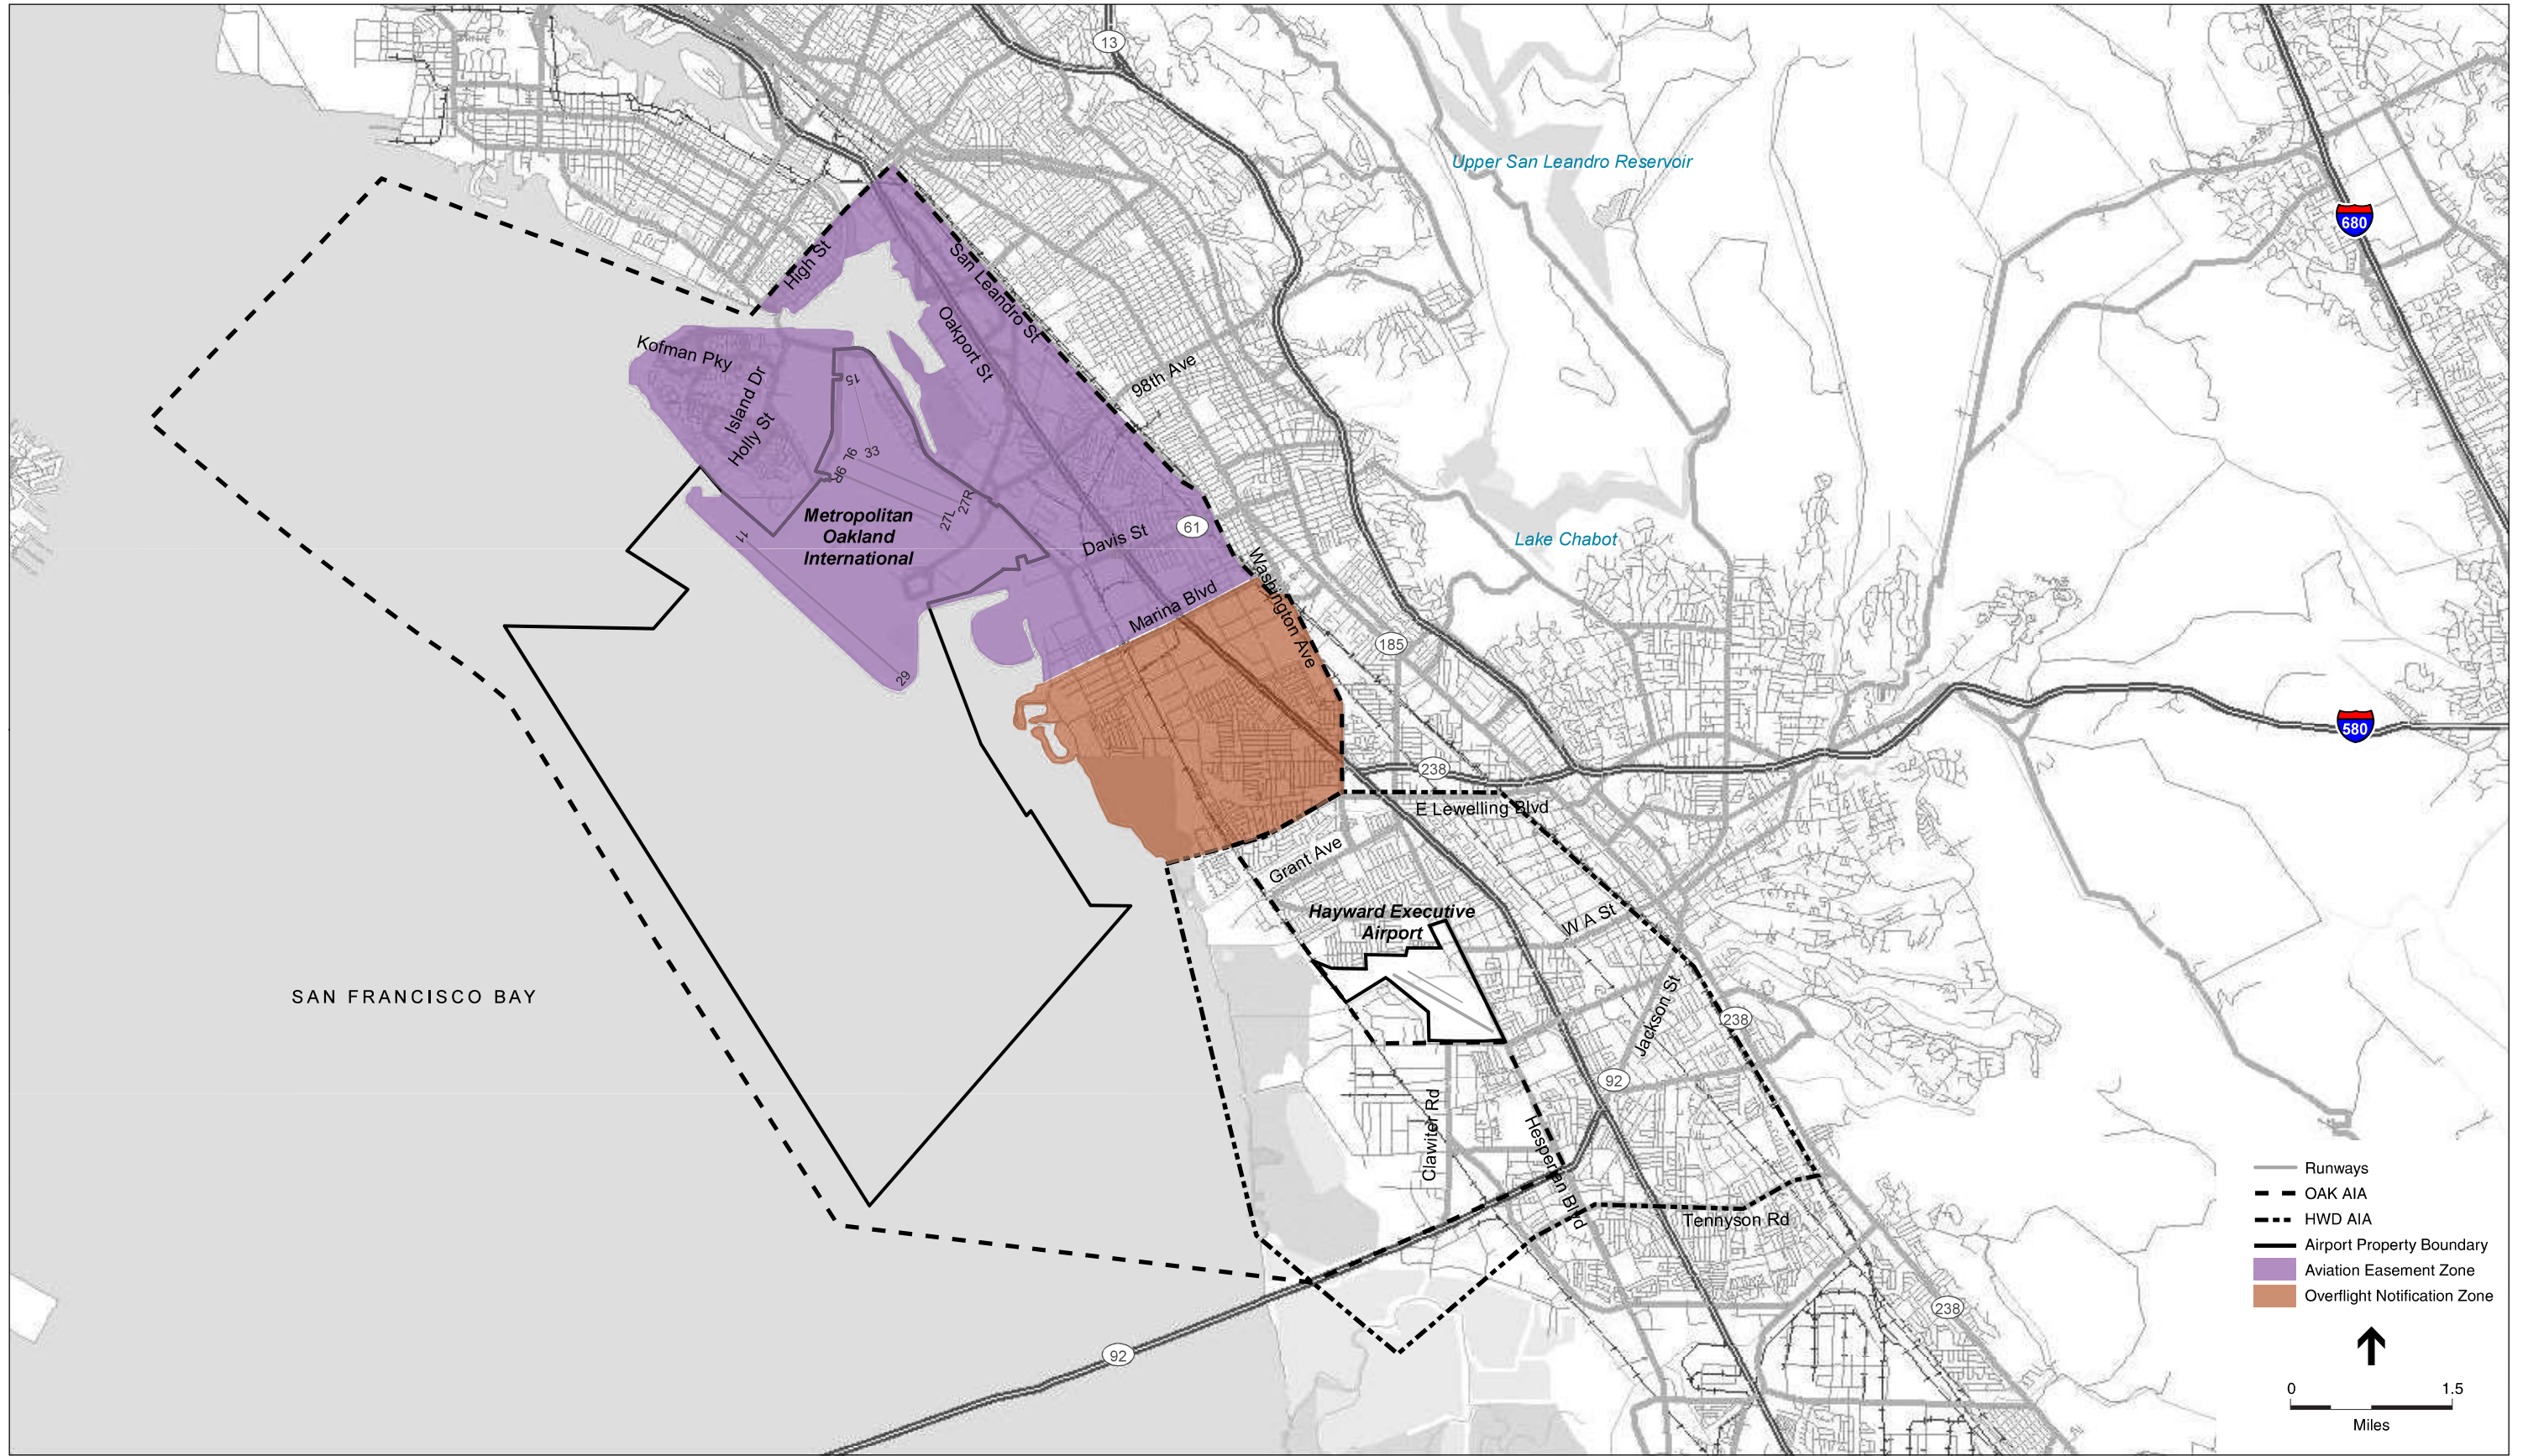 13
Upper San Leandro Reservoir
680
High St
San Leandro St
Oakport St
Kofman Pky
Island Dr
Holly St
98th Ave
15
33
9L
9R
27R
27L
11
29
Metropolitan
Oakland
International
61
Davis St
Lake Chabot
Washington Ave
Marina Blvd
185
580
238
E Lewelling Blvd
Grant Ave
Hayward Executive
Airport
W A St
SAN FRANCISCO BAY
Jackson St
238
92
Clawiter Rd
Hesperian Blvd
Tennyson Rd
238
92
Runways
OAK AIA
HWD AIA
Airport Property Boundary
Aviation Easement Zone
Overflight Notification Zone
0
1.5
Miles